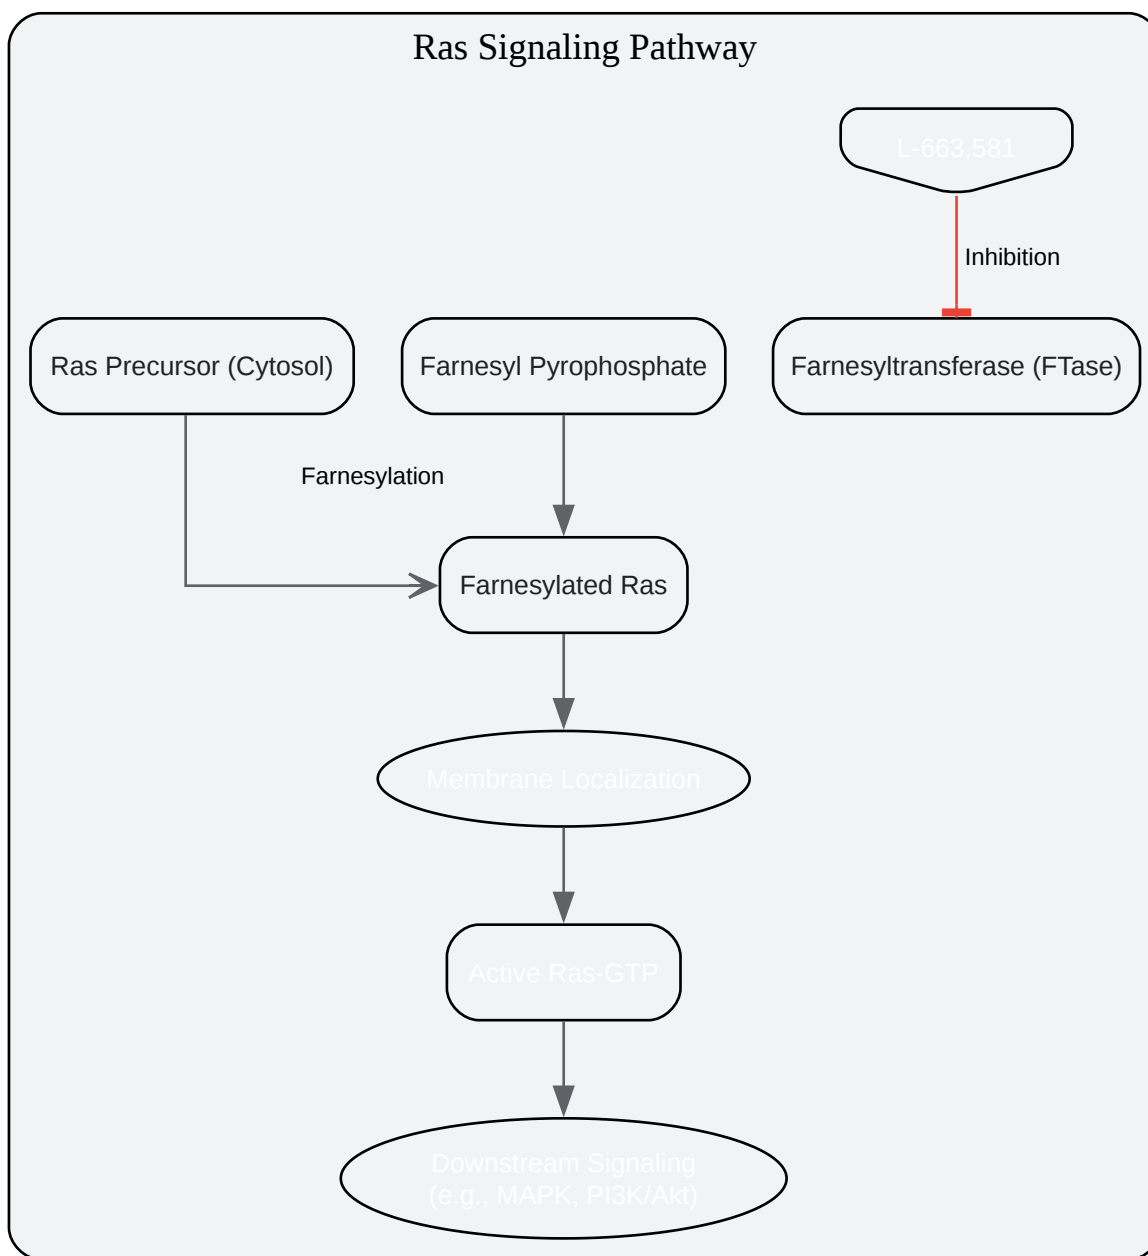 Ras Signaling Pathway
L-663,581
Inhibition
Ras Precursor (Cytosol)
Farnesyl Pyrophosphate
Farnesyltransferase (FTase)
Farnesylation
Farnesylated Ras
Membrane Localization
Active Ras-GTP
Downstream Signaling
(e.g., MAPK, PI3K/Akt)